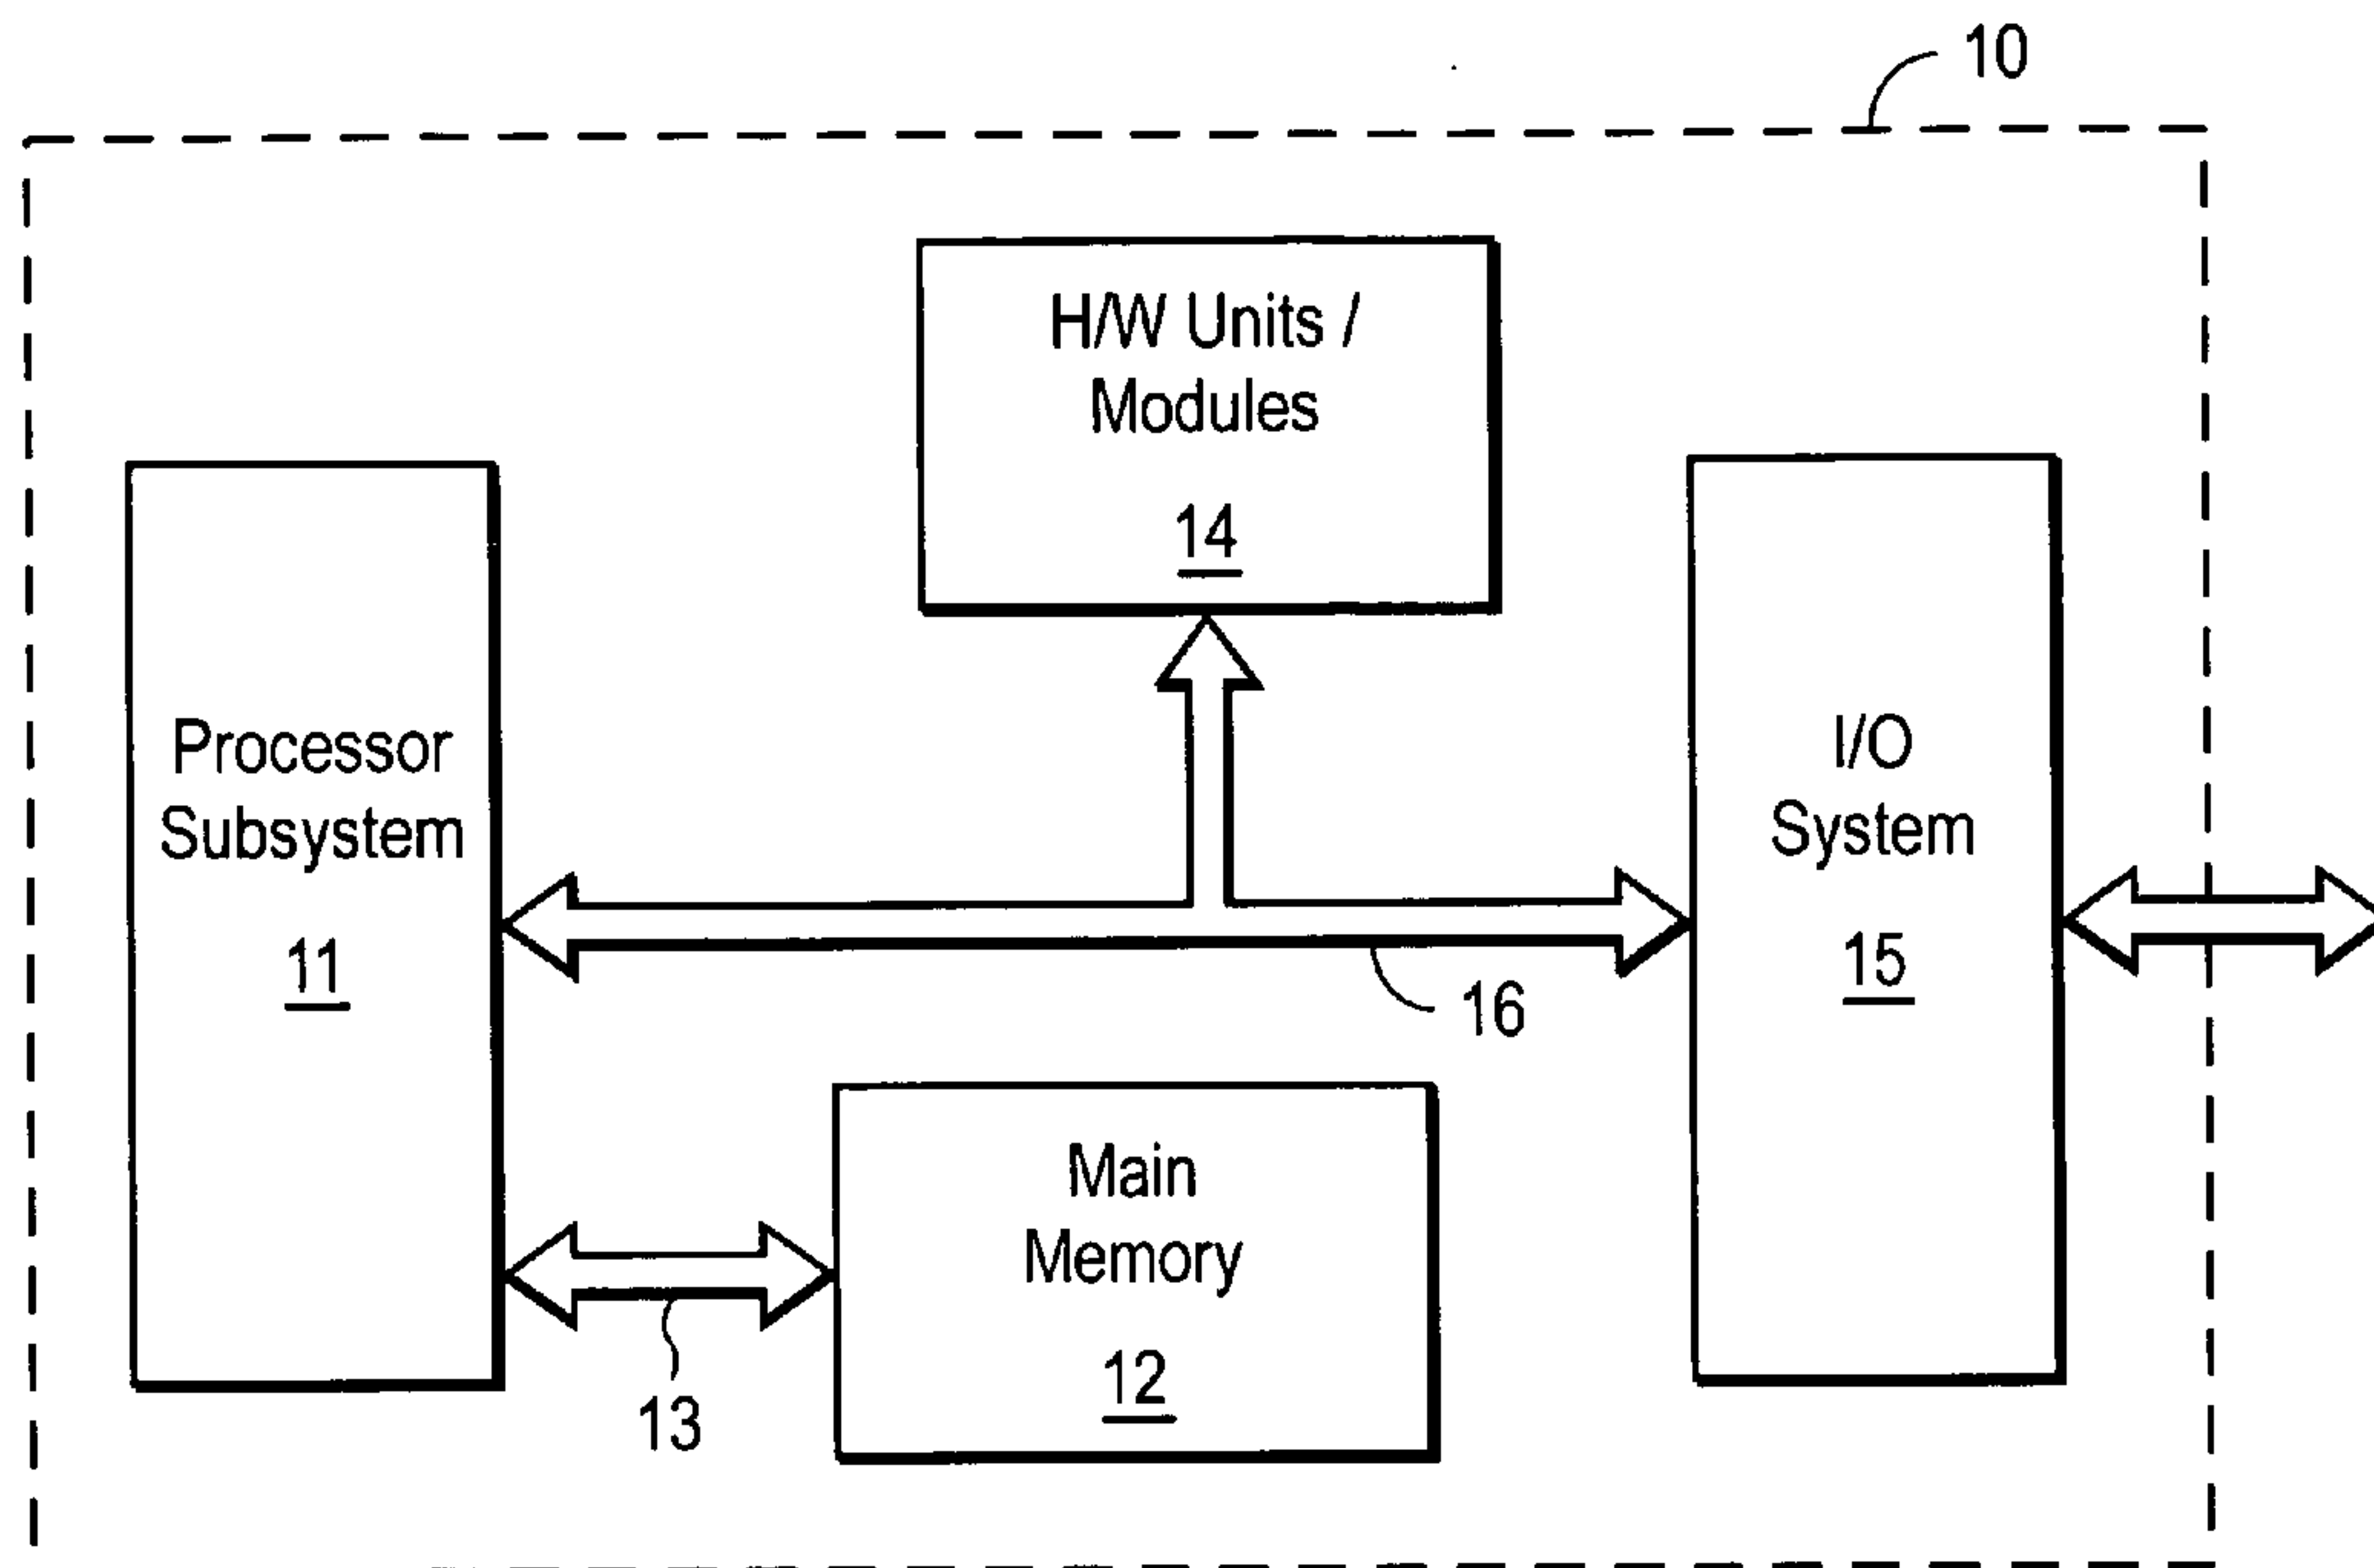 10
H/W Units /
Modules
14
Processor
Subsystem
11
I/O
System
15
16
Main
Memory
12
13